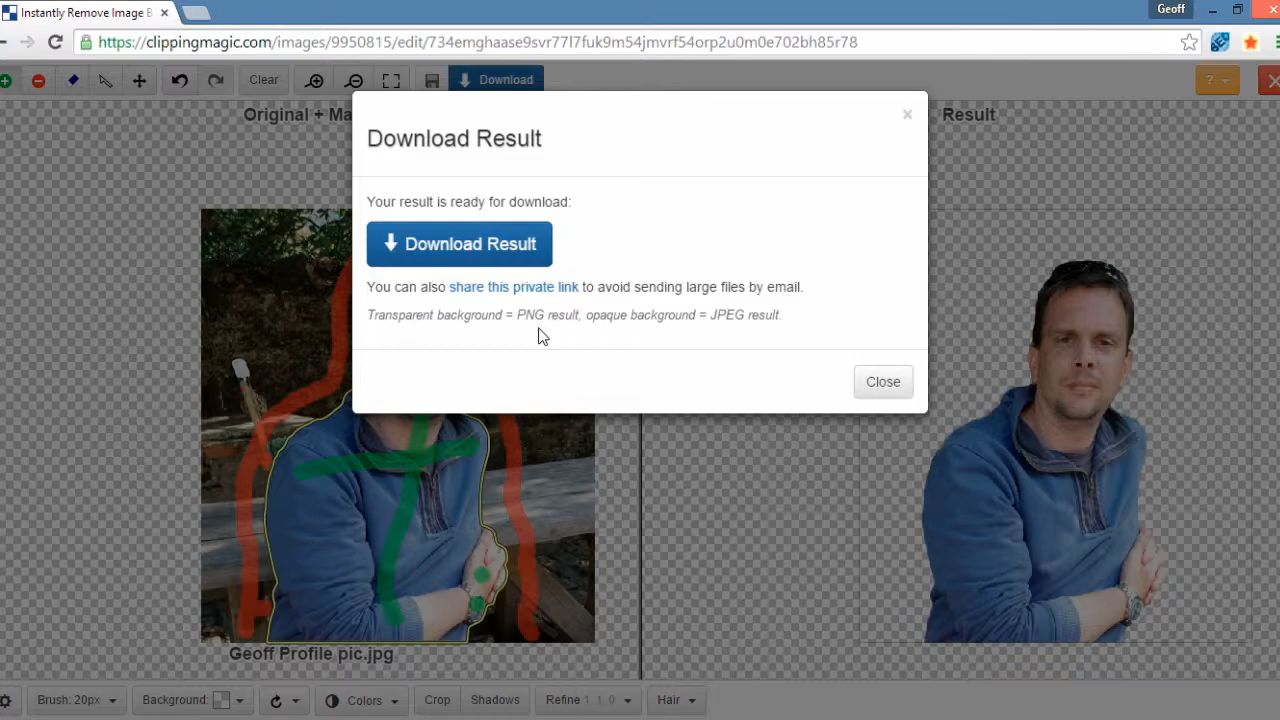 Instantly Remove Image B
Geoff
https://clippingmagic.com/images/9950815/edit/734emghaase9svr77l7fuk9m54jmvrf54orp2u0m0e702bh85r78
Clear
Download
?
Original + Ma
Result
Download Result
×
Your result is ready for download:
Download Result
You can also share this private link to avoid sending large files by email.
Transparent background = PNG result, opaque background = JPEG result.
Close
Geoff Profile pic.jpg
Brush: 20px
Background:
Colors
Crop
Shadows
Refine 1 1 0
Hair